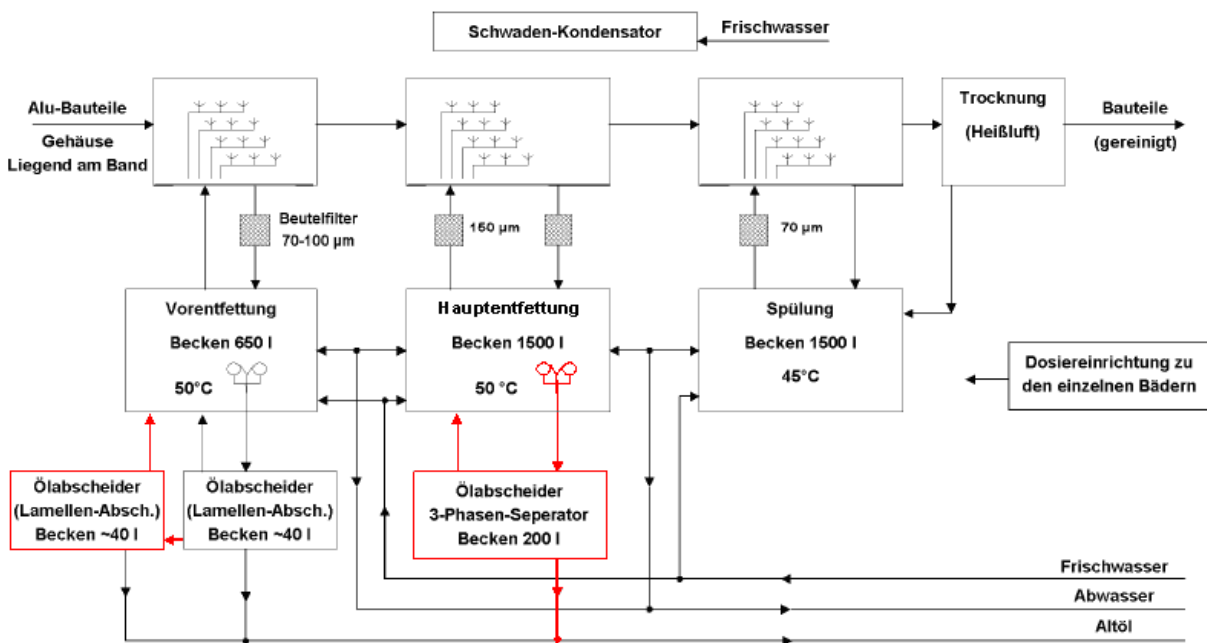 Schwaden-Kondensator
Frischwasser
Alu-Bauteile
Gehäuse
Liegend am Band
Trocknung
(Heißluft)
Bauteile
(gereinigt)
Beutelfilter
70-100 µm
150 µm
70 µm
Vorentfettung
Becken 650 l
50°C
Hauptentfettung
Becken 1500 l
50 °C
Spülung
Becken 1500 l
45°C
Dosiereinrichtung zu
den einzelnen Bädern
Ölabscheider
(Lamellen-Absch.)
Becken ~40 l
Ölabscheider
(Lamellen-Absch.)
Becken ~40 l
Ölabscheider
3-Phasen-Seperator
Becken 200 l
Frischwasser
Abwasser
Altöl